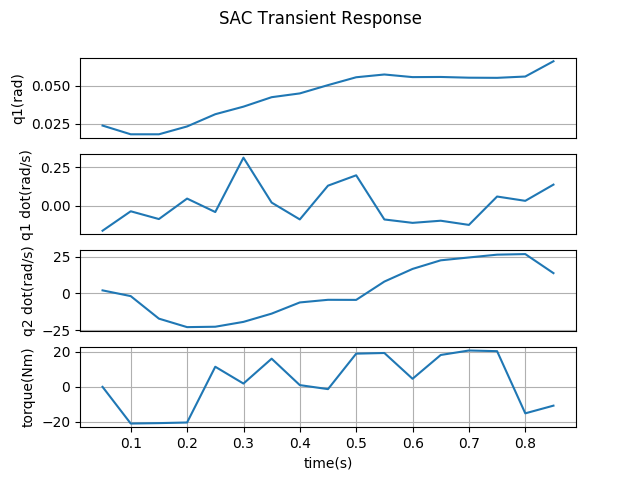 SAC Transient Response
q1(rad)
0.050
0.025
q1 dot(rad/s)
0.25
0.00
q2 dot(rad/s)
25
0
−25
torque(Nm)
20
0
−20
0.1 0.2 0.3 0.4 0.5 0.6 0.7 0.8
time(s)